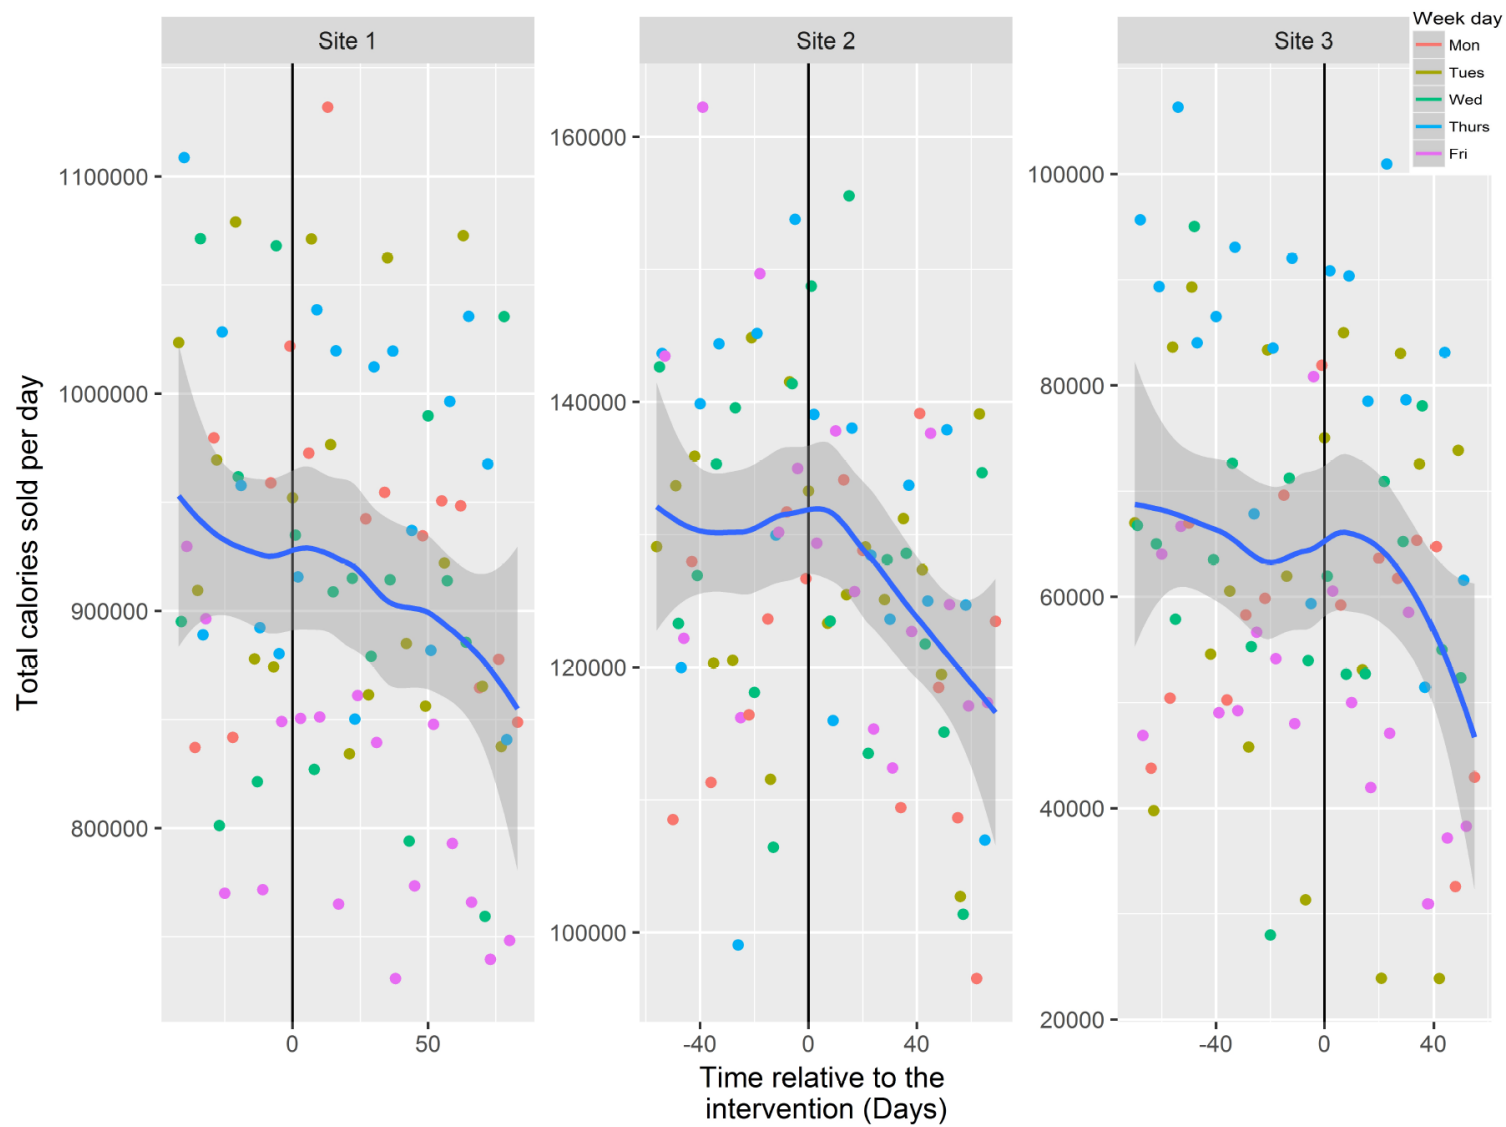 Week day
Mon
Tues
Wed
Thurs
Fri
Site 1
Site 2
Site 3
Total calories sold per day
1100000
1000000
900000
800000
160000
140000
120000
100000
100000
80000
60000
40000
20000
0
50
-40
0
40
-40
0
40
Time relative to the
intervention (Days)